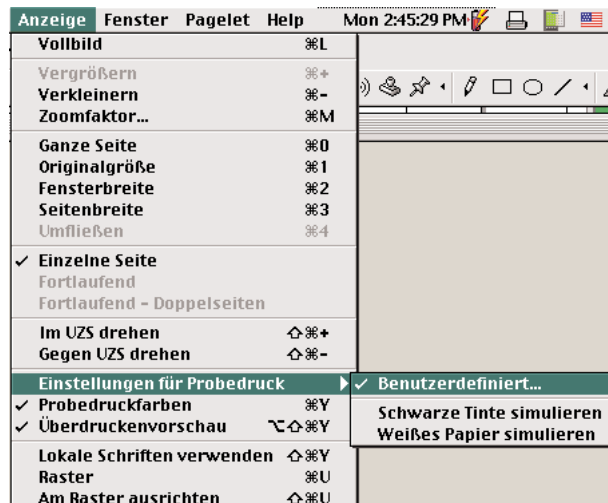 Anzeige Fenster Pagelet Help Mon 2:45:29 PM
Vollbild ⌘L
Vergrößern ⌘+
Verkleinern ⌘-
Zoomfaktor... ⌘M
Ganze Seite ⌘0
Originalgröße ⌘1
Fensterbreite ⌘2
Seitenbreite ⌘3
Umfließen ⌘4
✓ Einzelne Seite
Fortlaufend
Fortlaufend - Doppelseiten
Im UZS drehen ⇧⌘+
Gegen UZS drehen ⇧⌘-
Einstellungen für Probedruck ▶ ✓ Benutzerdefiniert...
✓ Probedruckfarben ⌘Y
Schwarze Tinte simulieren
✓ Überdruckenvorschau ⌥⇧⌘Y
Weißes Papier simulieren
Lokale Schriften verwenden ⇧⌘Y
Raster ⌘U
Am Raster ausrichten ⇧⌘U